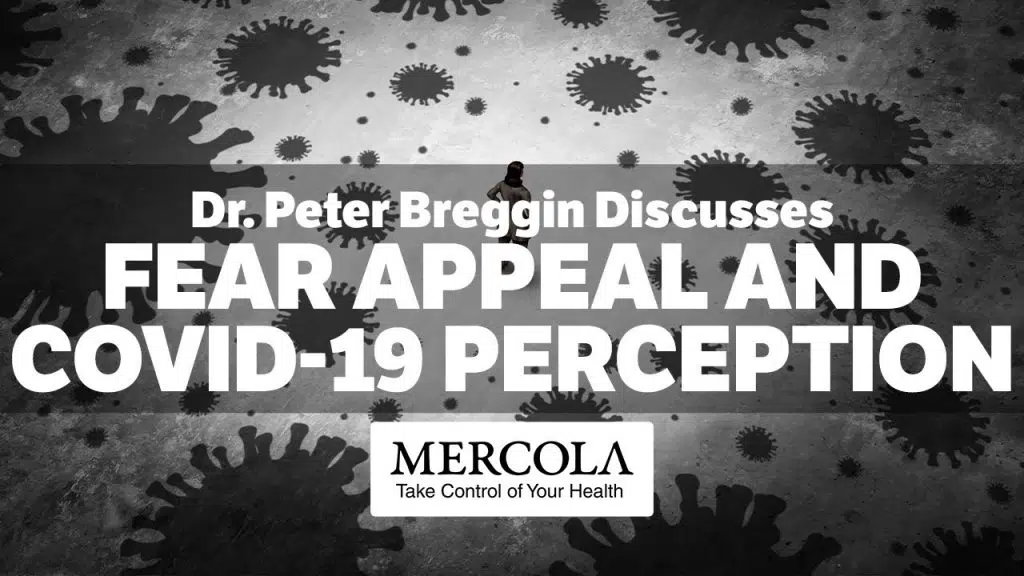 Dr. Peter Breggin Discusses
FEAR APPEAL AND
COVID-19 PERCEPTION
MERCOLA
Take Control of Your Health